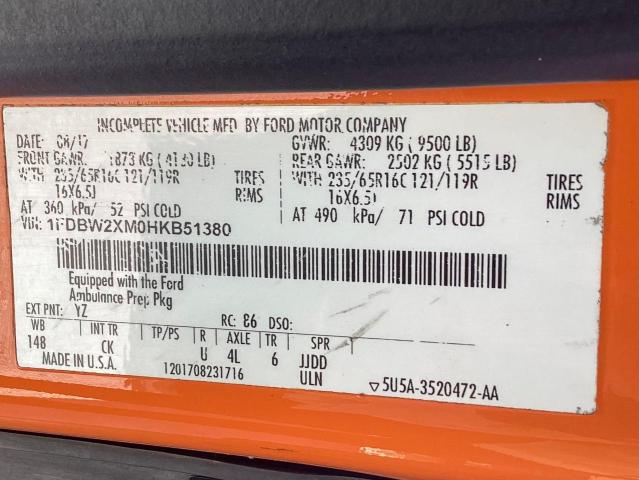 INCOMPLETE VEHICLE MFD. BY FORD MOTOR COMPANY
DATE: 08/17 GVWR: 4309 KG ( 9500 LB)
FRONT GAWR: 1873 KG ( 4130 LB) REAR GAWR: 2502 KG ( 5515 LB)
WITH 235/65R16C 121/119R TIRES WITH 235/65R16C 121/119R TIRES
16X6.5J RIMS 16X6.5J RIMS
AT 360 kPa/ 52 PSI COLD AT 490 kPa/ 71 PSI COLD
VIN: 1FDBW2XM0HKB51380
Equipped with the Ford
Ambulance Prep Pkg
EXT PNT: YZ RC: 86 DSO:
WB INT TR TP/PS R AXLE TR SPR
148 CK U 4L 6 JJDD
MADE IN U.S.A. 1201708231716 ULN
▽5U5A-3520472-AA